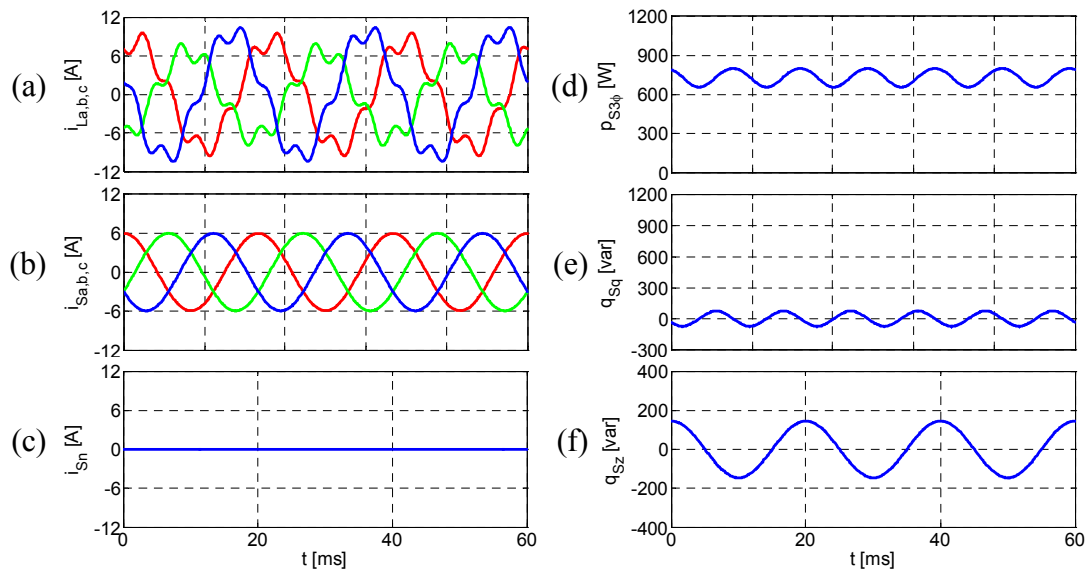 (a)
i_La,b,c [A]
12
6
0
-6
-12
(b)
i_Sa,b,c [A]
12
6
0
-6
-12
(c)
i_Sn [A]
12
6
0
-6
-12
0
20
40
60
t [ms]
(d)
p_S3ϕ [W]
1200
900
600
300
0
(e)
q_Sq [var]
1200
900
600
300
0
-300
(f)
q_Sz [var]
400
200
0
-200
-400
0
20
40
60
t [ms]